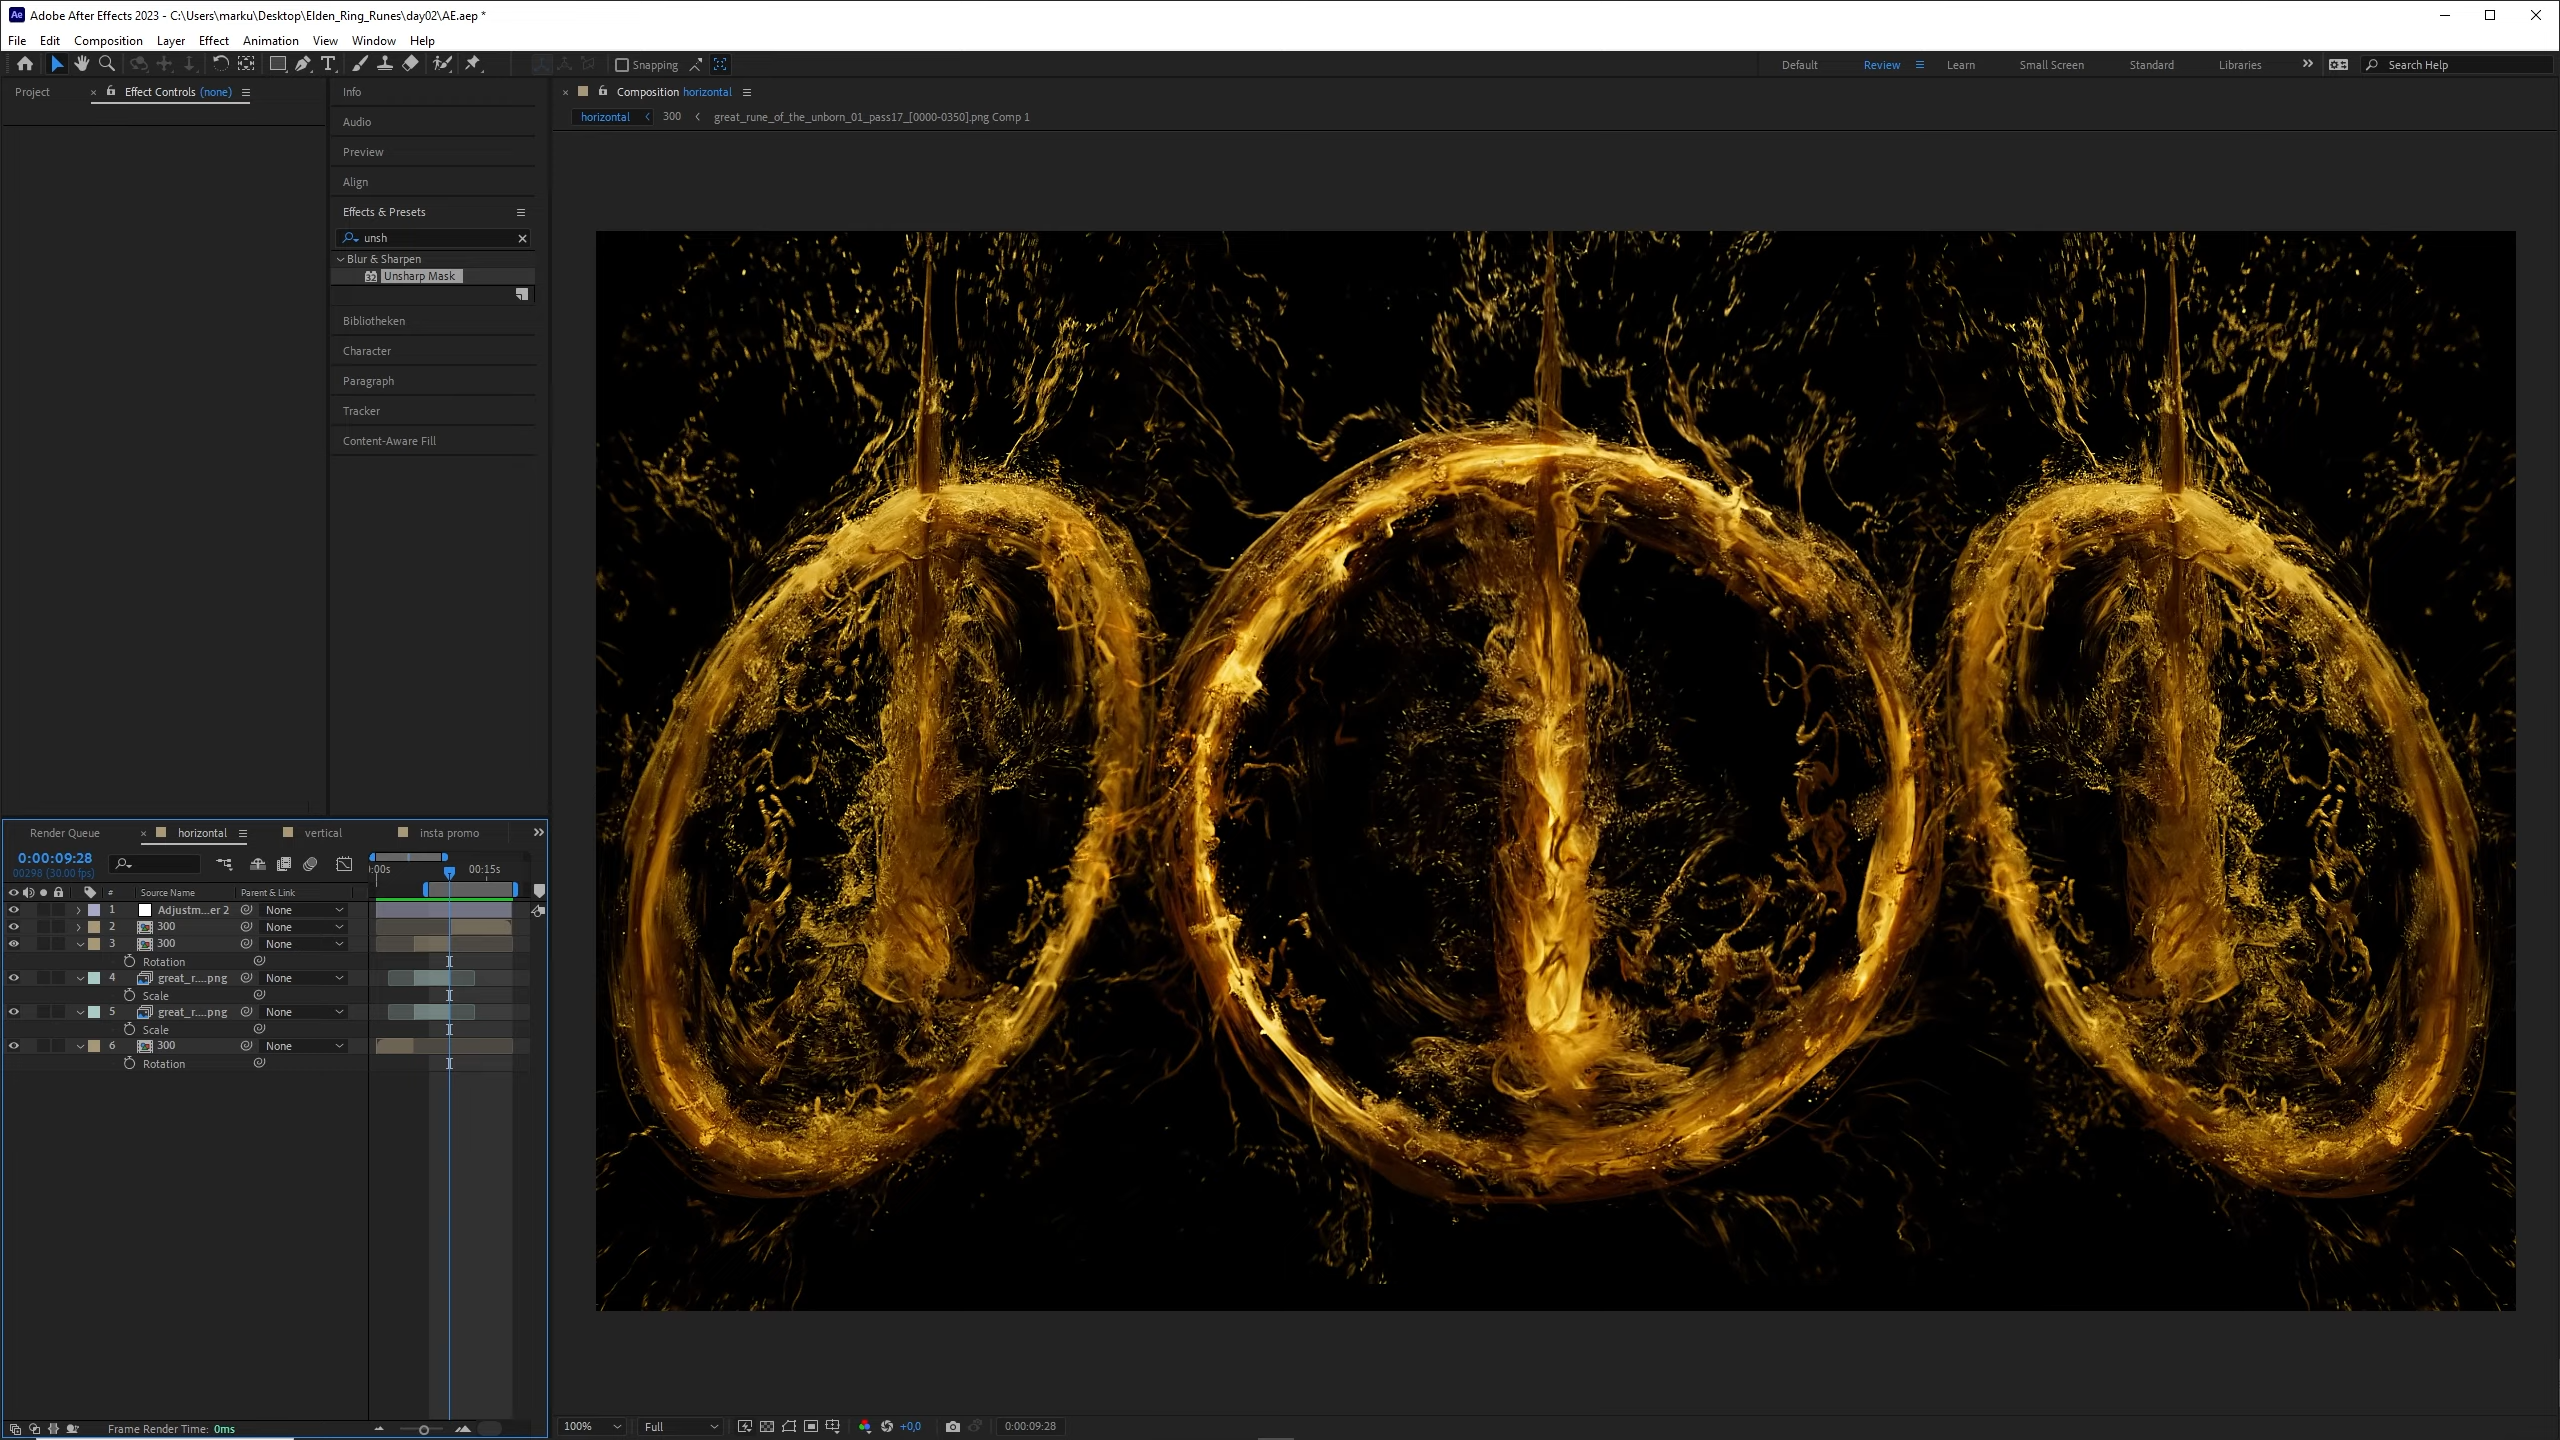 Adobe After Effects 2023 - C:\Users\marku\Desktop\Elden_Ring_Runes\day02\AE.aep *
File Edit Composition Layer Effect Animation View Window Help
Snapping Default Review Learn Small Screen Standard Libraries Search Help
Project Effect Controls (none)
Info
Audio
Preview
Align
Effects & Presets
unsh
Blur & Sharpen
32 Unsharp Mask
Bibliotheken
Character
Paragraph
Tracker
Content-Aware Fill
Composition horizontal
horizontal 300 great_rune_of_the_unborn_01_pass17_[0000-0350].png Comp 1
Render Queue horizontal vertical insta promo
0:00:09:28
00298 (30.00 fps)
):00s 00:15s
# Source Name Parent & Link
1 Adjustm...er 2 None
2 300 None
3 300 None
Rotation
4 great_r....png None
Scale
5 great_r....png None
Scale
6 300 None
Rotation
Frame Render Time: 0ms
100% Full +0,0 0:00:09:28